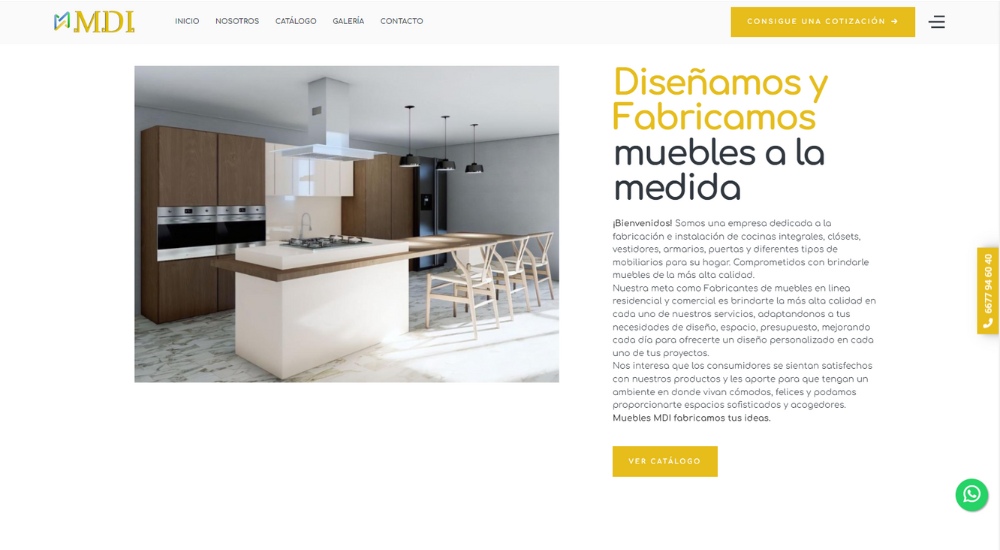 MDI
INICIO
NOSOTROS
CATÁLOGO
GALERÍA
CONTACTO
CONSIGUE UNA COTIZACIÓN →
Diseñamos y
Fabricamos
muebles a la
medida
¡Bienvenidos! Somos una empresa dedicada a la
fabricación e instalación de cocinas integrales, clósets,
vestidores, armarios, puertas y diferentes tipos de
mobiliarios para su hogar. Comprometidos con brindarle
muebles de la más alta calidad.
Nuestra meta como Fabricantes de muebles en linea
residencial y comercial es brindarte la más alta calidad en
cada uno de nuestros servicios, adaptandonos a tus
necesidades de diseño, espacio, presupuesto, mejorando
cada día para ofrecerte un diseño personalizado en cada
uno de tus proyectos.
Nos interesa que los consumidores se sientan satisfechos
con nuestros productos y les aporte para que tengan un
ambiente en donde vivan cómodos, felices y podamos
proporcionarte espacios sofisticados y acogedores.
Muebles MDI fabricamos tus ideas.
VER CATÁLOGO
6677 94 60 40